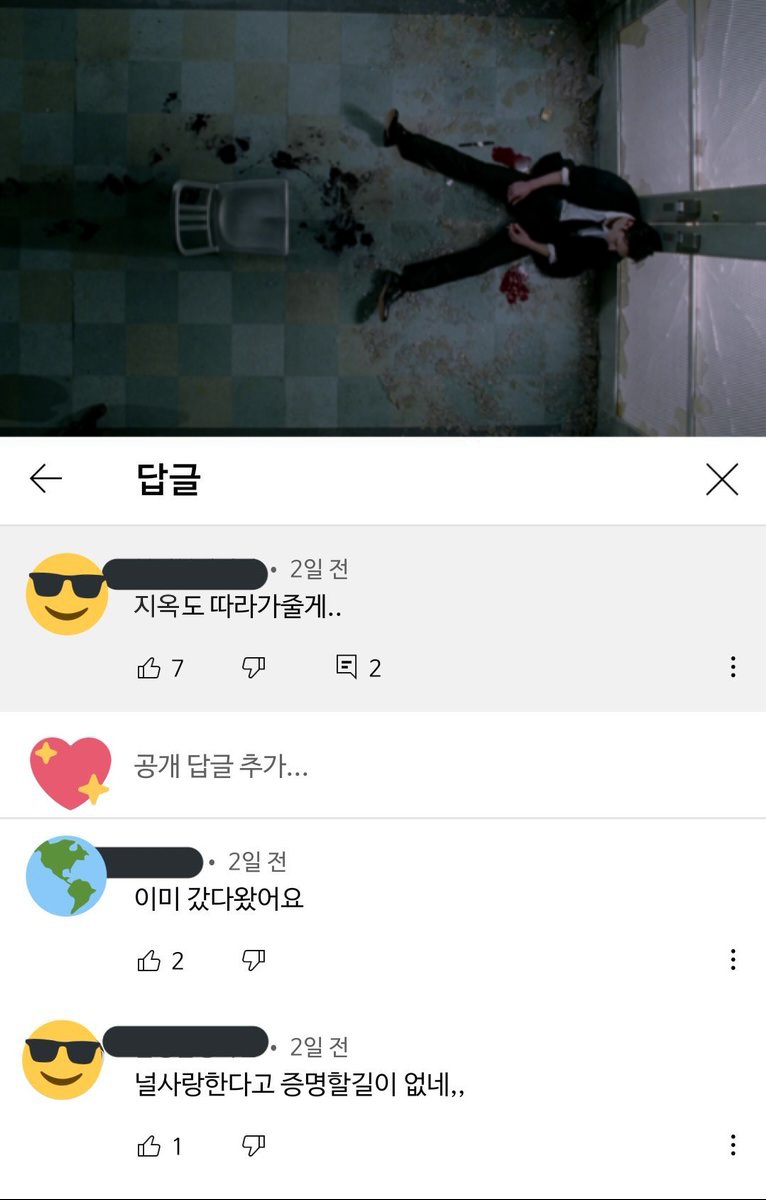 답글
• 2일 전
지옥도 따라가줄게..
7 2
공개 답글 추가...
• 2일 전
이미 갔다왔어요
2
• 2일 전
널사랑한다고 증명할길이 없네,,
1